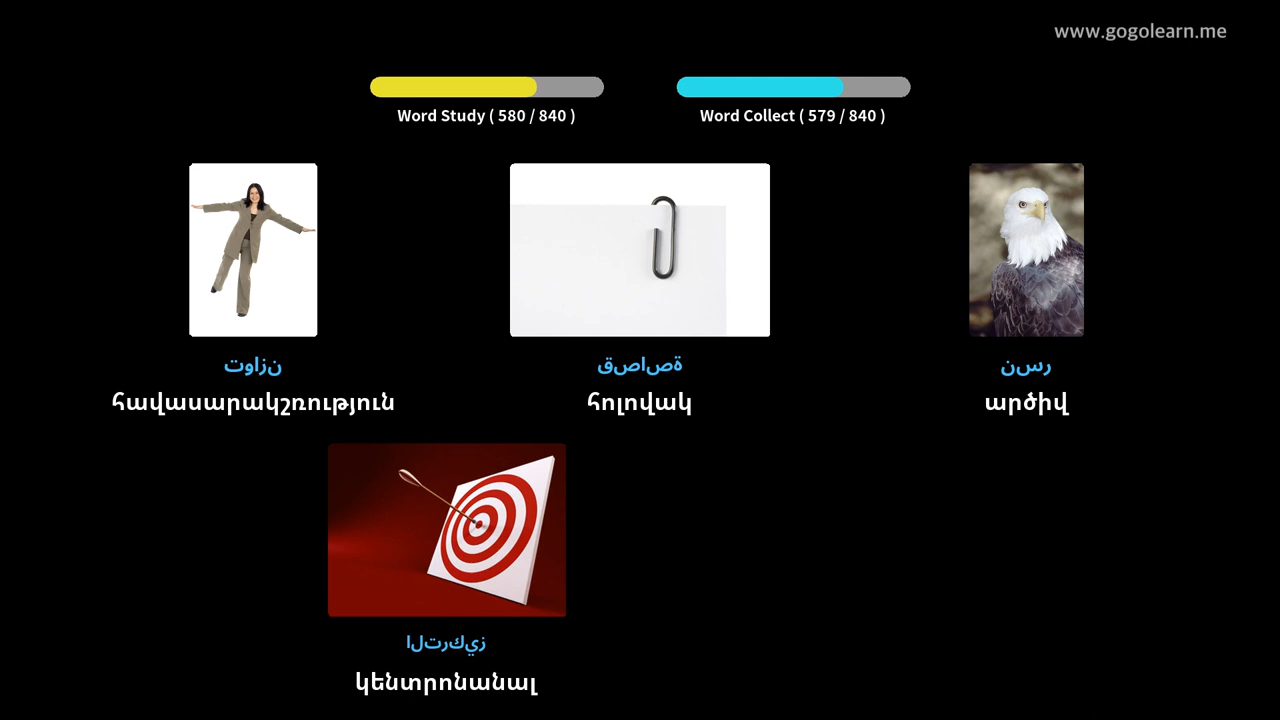 www.gogolearn.me
Word Study ( 580 / 840 )
Word Collect ( 579 / 840 )
توازن
հավասարակշռություն
قصاصة
հոլովակ
نسر
արծիվ
التركيز
կենտրոնանալ